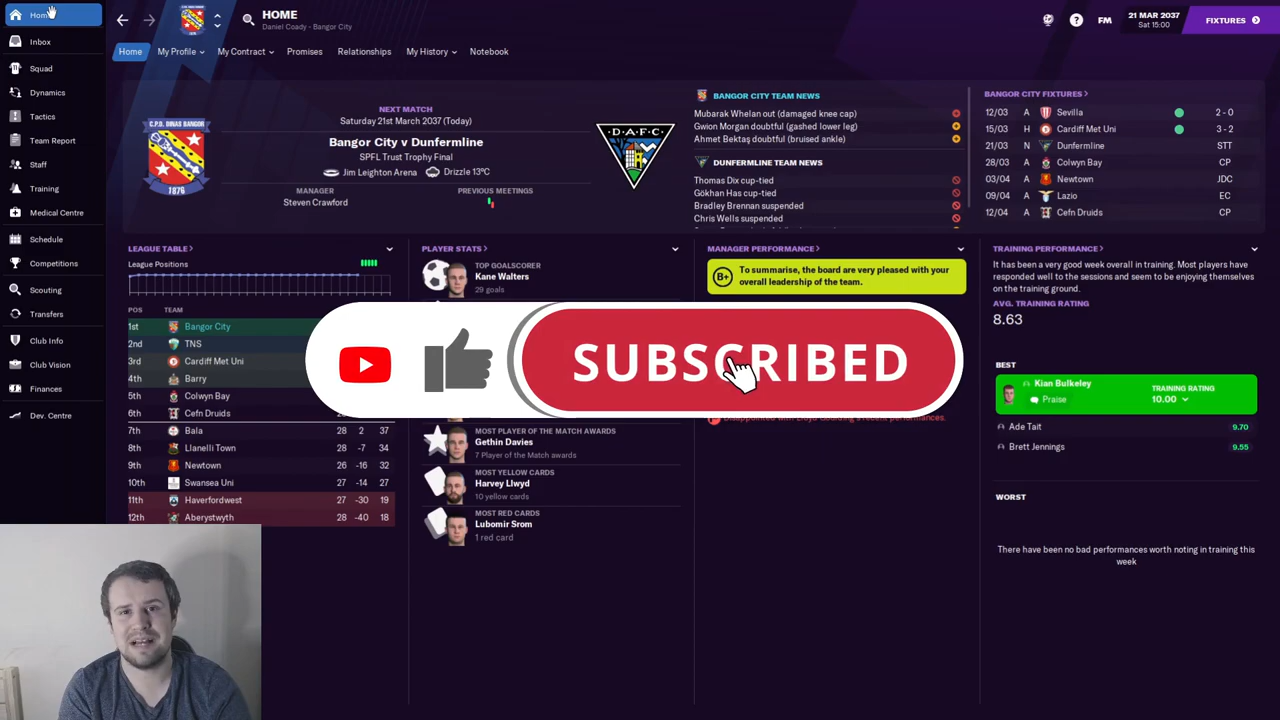 Home
HOME
Daniel Coady - Bangor City
FM
21 MAR 2037
Sat 15:00
FIXTURES
Inbox
Squad
Dynamics
Tactics
Team Report
Staff
Training
Medical Centre
Schedule
Competitions
Scouting
Transfers
Club Info
Club Vision
Finances
Dev. Centre
Home
My Profile
My Contract
Promises
Relationships
My History
Notebook
C.P.D. DINAS BANGOR
1876
NEXT MATCH
Saturday 21st March 2037 (Today)
Bangor City v Dunfermline
SPFL Trust Trophy Final
Jim Leighton Arena
Drizzle 13ºC
MANAGER
Steven Crawford
PREVIOUS MEETINGS
D.A.F.C.
BANGOR CITY TEAM NEWS
Mubarak Whelan out (damaged knee cap)
Gwion Morgan doubtful (gashed lower leg)
Ahmet Bektaş doubtful (bruised ankle)
DUNFERMLINE TEAM NEWS
Thomas Dix cup-tied
Gökhan Has cup-tied
Bradley Brennan suspended
Chris Wells suspended
BANGOR CITY FIXTURES
12/03 A Sevilla 2 - 0
15/03 H Cardiff Met Uni 3 - 2
21/03 N Dunfermline STT
28/03 A Colwyn Bay CP
03/04 A Newtown JDC
09/04 A Lazio EC
12/04 A Cefn Druids CP
LEAGUE TABLE
League Positions
POS TEAM
1st Bangor City
2nd TNS
3rd Cardiff Met Uni
4th Barry
5th Colwyn Bay
6th Cefn Druids
7th Bala 28 2 37
8th Llanelli Town 28 -7 34
9th Newtown 26 -16 32
10th Swansea Uni 27 -14 27
11th Haverfordwest 27 -30 19
12th Aberystwyth 28 -40 18
PLAYER STATS
TOP GOALSCORER
Kane Walters
29 goals
MOST PLAYER OF THE MATCH AWARDS
Gethin Davies
7 Player of the Match awards
MOST YELLOW CARDS
Harvey Llwyd
10 yellow cards
MOST RED CARDS
Lubomir Srom
1 red card
MANAGER PERFORMANCE
B+
To summarise, the board are very pleased with your
overall leadership of the team.
SUBSCRIBED
TRAINING PERFORMANCE
It has been a very good week overall in training. Most players have
responded well to the sessions and seem to be enjoying themselves
on the training ground.
AVG. TRAINING RATING
8.63
BEST
Kian Bulkeley
Praise
TRAINING RATING
10.00
Ade Tait 9.70
Brett Jennings 9.55
WORST
There have been no bad performances worth noting in training this
week